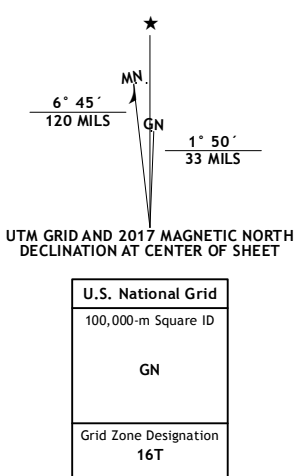 ★
MN
GN
6° 45´
120 MILS
1° 50´
33 MILS
UTM GRID AND 2017 MAGNETIC NORTH
DECLINATION AT CENTER OF SHEET
U.S. National Grid
100,000-m Square ID
GN
Grid Zone Designation
16T